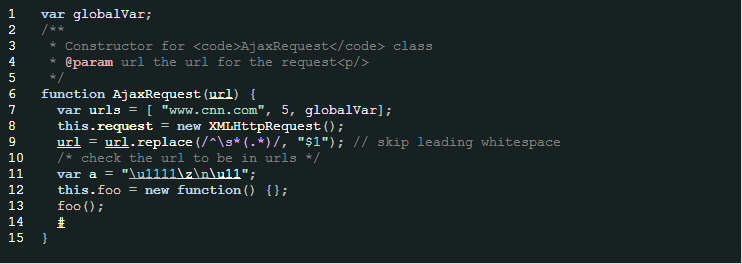 1 var globalVar;
2 /**
3  * Constructor for <code>AjaxRequest</code> class
4  * @param url the url for the request<p/>
5  */
6 function AjaxRequest(url) {
7   var urls = [ "www.cnn.com", 5, globalVar];
8   this.request = new XMLHttpRequest();
9   url = url.replace(/^\s*(.*)/, "$1"); // skip leading whitespace
10   /* check the url to be in urls */
11   var a = "\u1111\z\n\u11";
12   this.foo = new function() {};
13   foo();
14   #
15 }